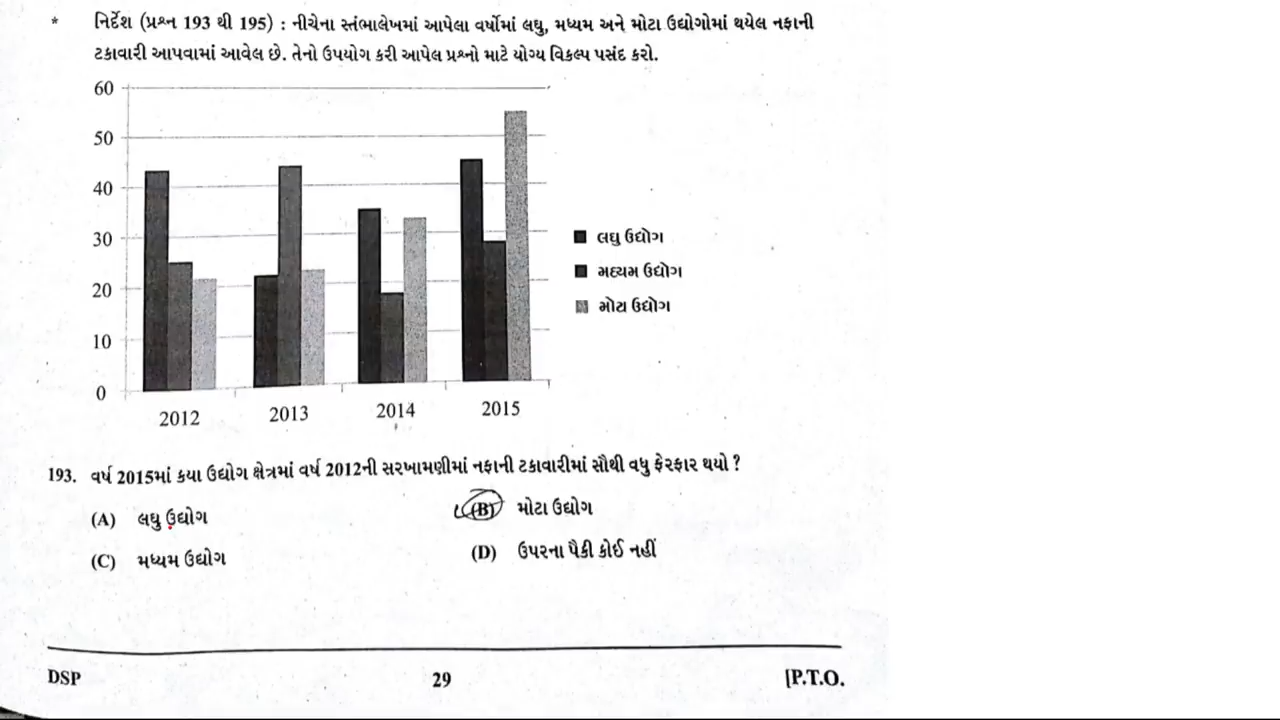 * નિર્દેશ (પ્રશ્ન 193 થી 195) : નીચેના સ્તંભાલેખમાં આપેલા વર્ષોમાં લઘુ, મધ્યમ અને મોટા ઉદ્યોગોમાં થયેલ નફાની
ટકાવારી આપવામાં આવેલ છે. તેનો ઉપયોગ કરી આપેલ પ્રશ્નો માટે યોગ્ય વિકલ્પ પસંદ કરો.
60
50
40
30
20
10
0
2012 2013 2014 2015
લઘુ ઉદ્યોગ
મધ્યમ ઉદ્યોગ
મોટા ઉદ્યોગ
193. વર્ષ 2015માં કયા ઉદ્યોગ ક્ષેત્રમાં વર્ષ 2012ની સરખામણીમાં નફાની ટકાવારીમાં સૌથી વધુ ફેરફાર થયો ?
(A) લઘુ ઉદ્યોગ (B) મોટા ઉદ્યોગ
(C) મધ્યમ ઉદ્યોગ (D) ઉપરના પૈકી કોઈ નહીં
DSP 29 [P.T.O.